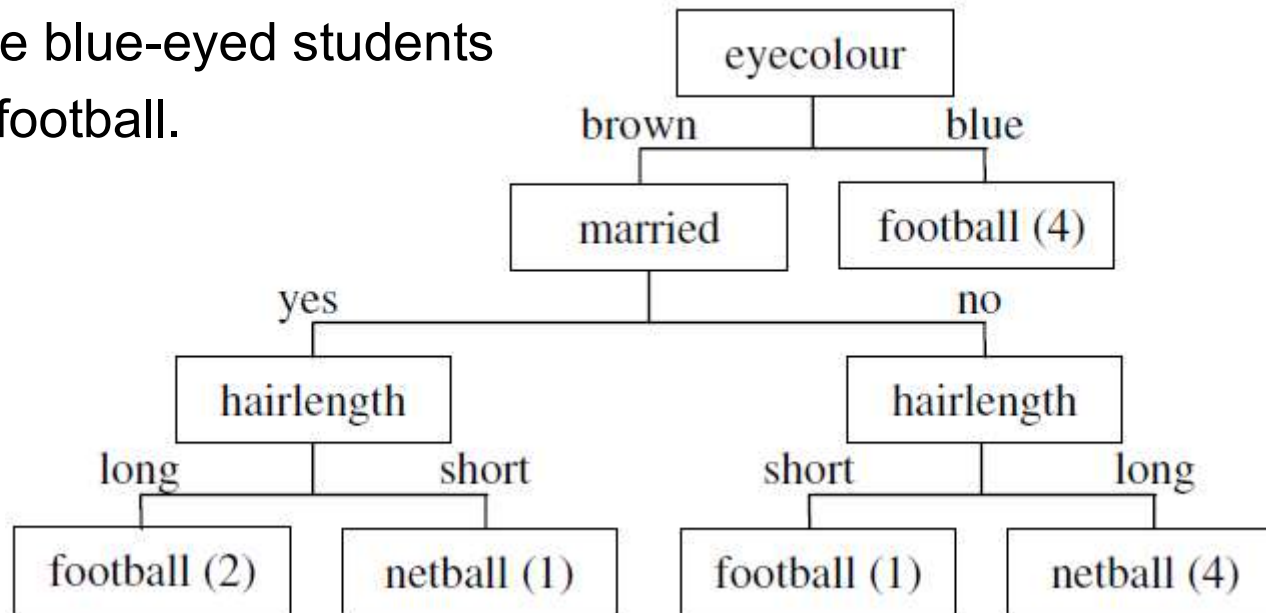 e blue-eyed students
football.
eyecolour
brown blue
married football (4)
yes no
hairlength hairlength
long short short long
football (2) netball (1) football (1) netball (4)